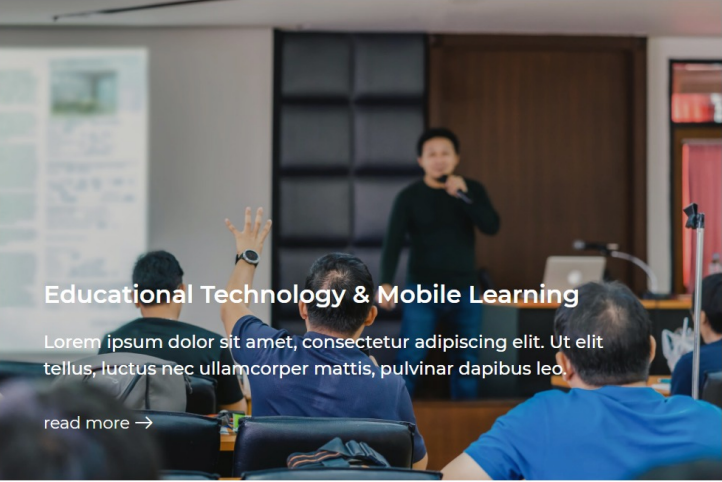 Educational Technology & Mobile Learning
Lorem ipsum dolor sit amet, consectetur adipiscing elit. Ut elit
tellus, luctus nec ullamcorper mattis, pulvinar dapibus leo.
read more →